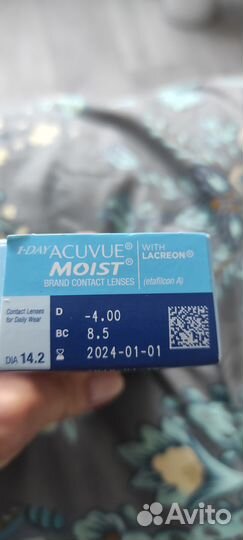 1-DAY ACUVUE® WITH
MOIST® LACREON®
BRAND CONTACT LENSES (etafilcon A)
Contact Lenses
for Daily Wear
D -4.00
BC 8.5
DIA 14.2 2024-01-01
Avito